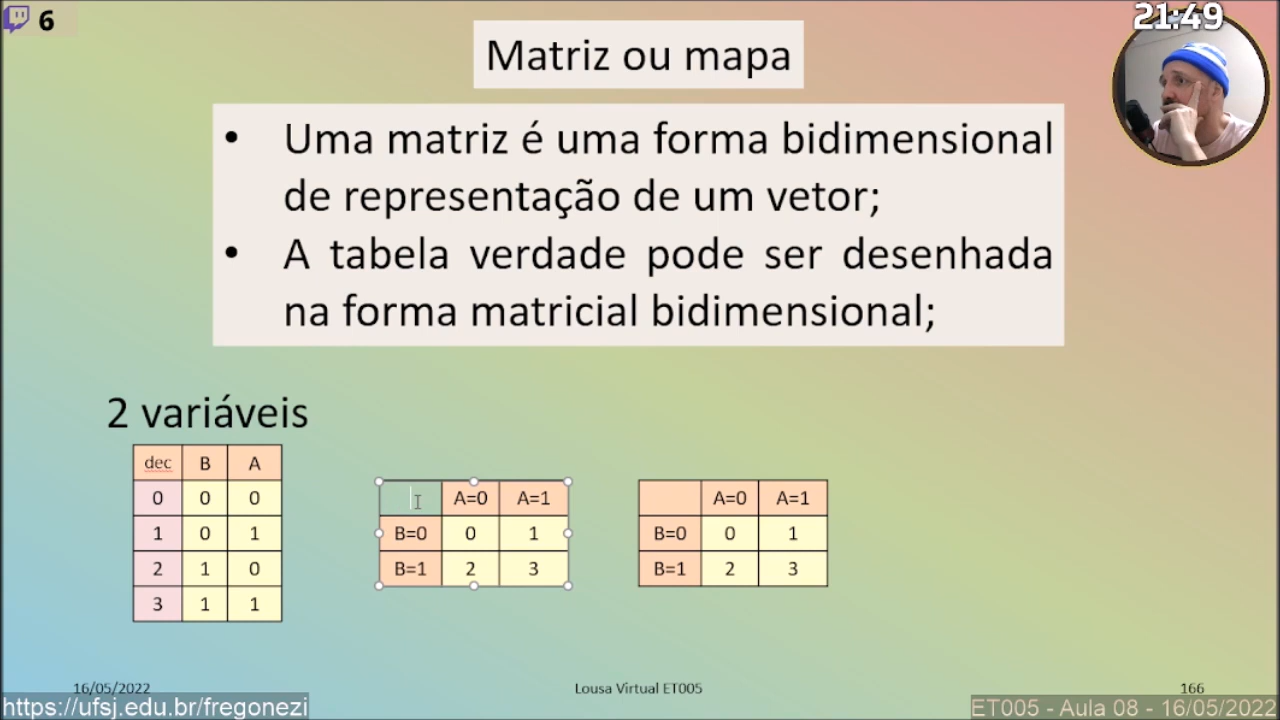 6
21:49
Matriz ou mapa
• Uma matriz é uma forma bidimensional
de representação de um vetor;
• A tabela verdade pode ser desenhada
na forma matricial bidimensional;
2 variáveis
dec B A
0 0 0
1 0 1
2 1 0
3 1 1
A=0 A=1
B=0 0 1
B=1 2 3
A=0 A=1
B=0 0 1
B=1 2 3
16/05/2022
Lousa Virtual ET005
166
https://ufsj.edu.br/fregonezi
ET005 - Aula 08 - 16/05/2022